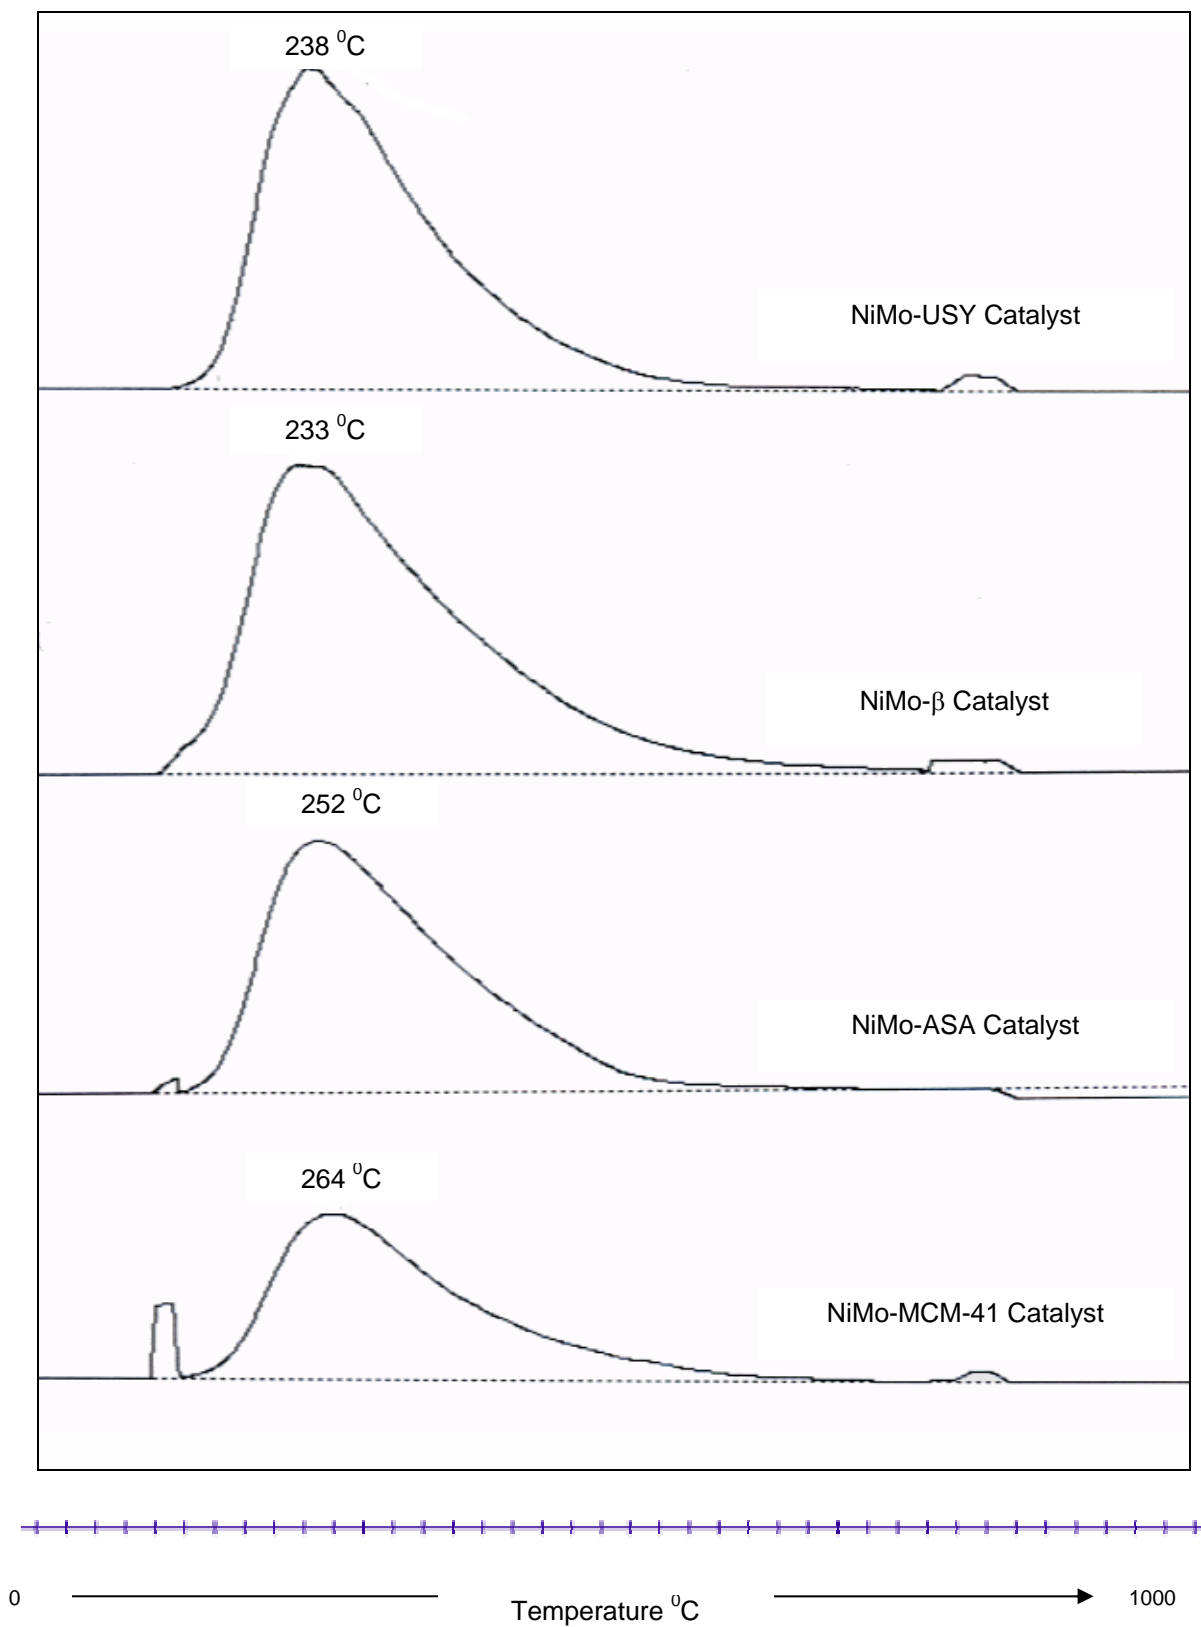 238 ⁰C
NiMo-USY Catalyst
233 ⁰C
NiMo-β Catalyst
252 ⁰C
NiMo-ASA Catalyst
264 ⁰C
NiMo-MCM-41 Catalyst
0 Temperature ⁰C 1000